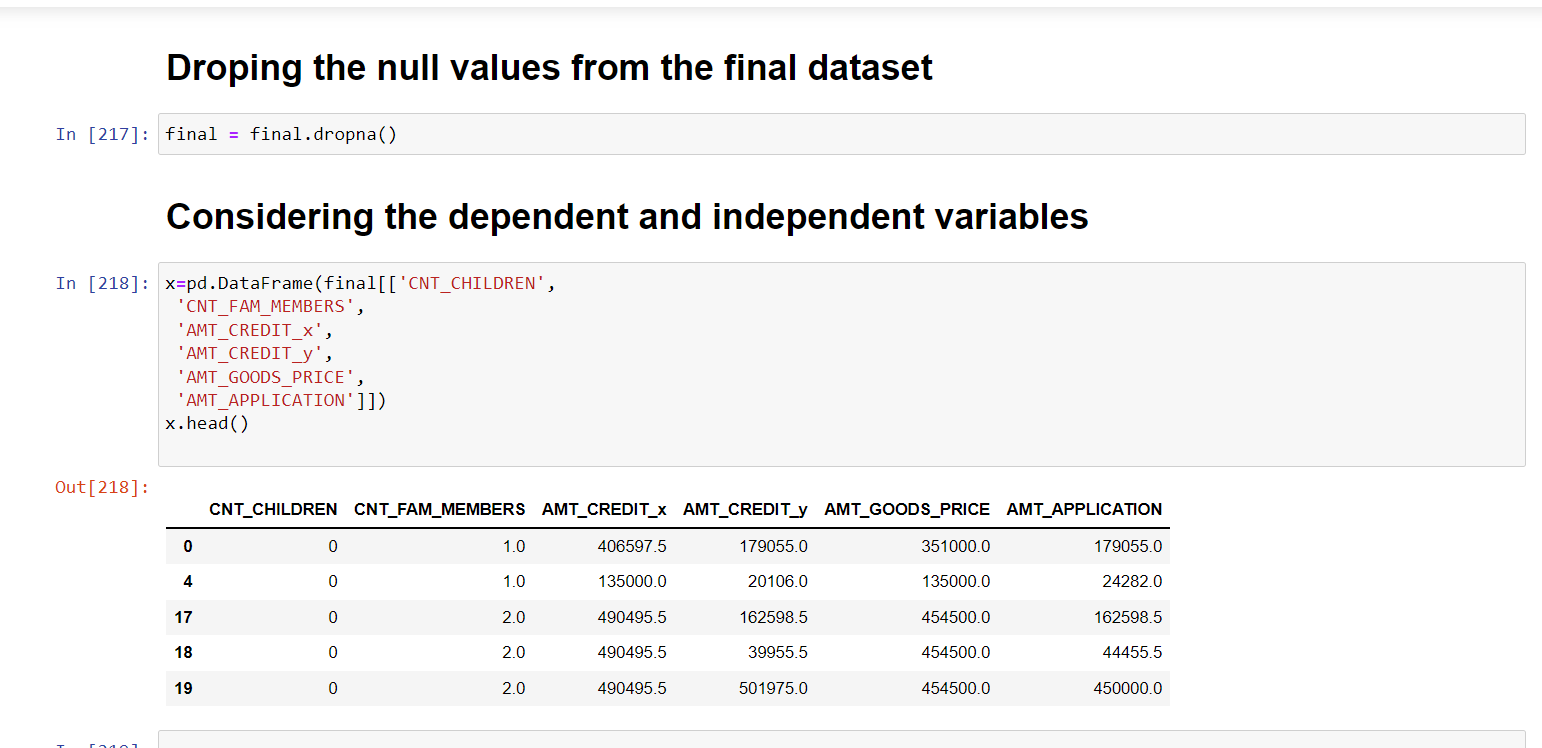 Droping the null values from the final dataset
In [217]: final = final.dropna()
Considering the dependent and independent variables
In [218]: x=pd.DataFrame(final[['CNT_CHILDREN',
'CNT_FAM_MEMBERS',
'AMT_CREDIT_x',
'AMT_CREDIT_y',
'AMT_GOODS_PRICE',
'AMT_APPLICATION']])
x.head()
Out[218]:
CNT_CHILDREN CNT_FAM_MEMBERS AMT_CREDIT_x AMT_CREDIT_y AMT_GOODS_PRICE AMT_APPLICATION
0 0 1.0 406597.5 179055.0 351000.0 179055.0
4 0 1.0 135000.0 20106.0 135000.0 24282.0
17 0 2.0 490495.5 162598.5 454500.0 162598.5
18 0 2.0 490495.5 39955.5 454500.0 44455.5
19 0 2.0 490495.5 501975.0 454500.0 450000.0